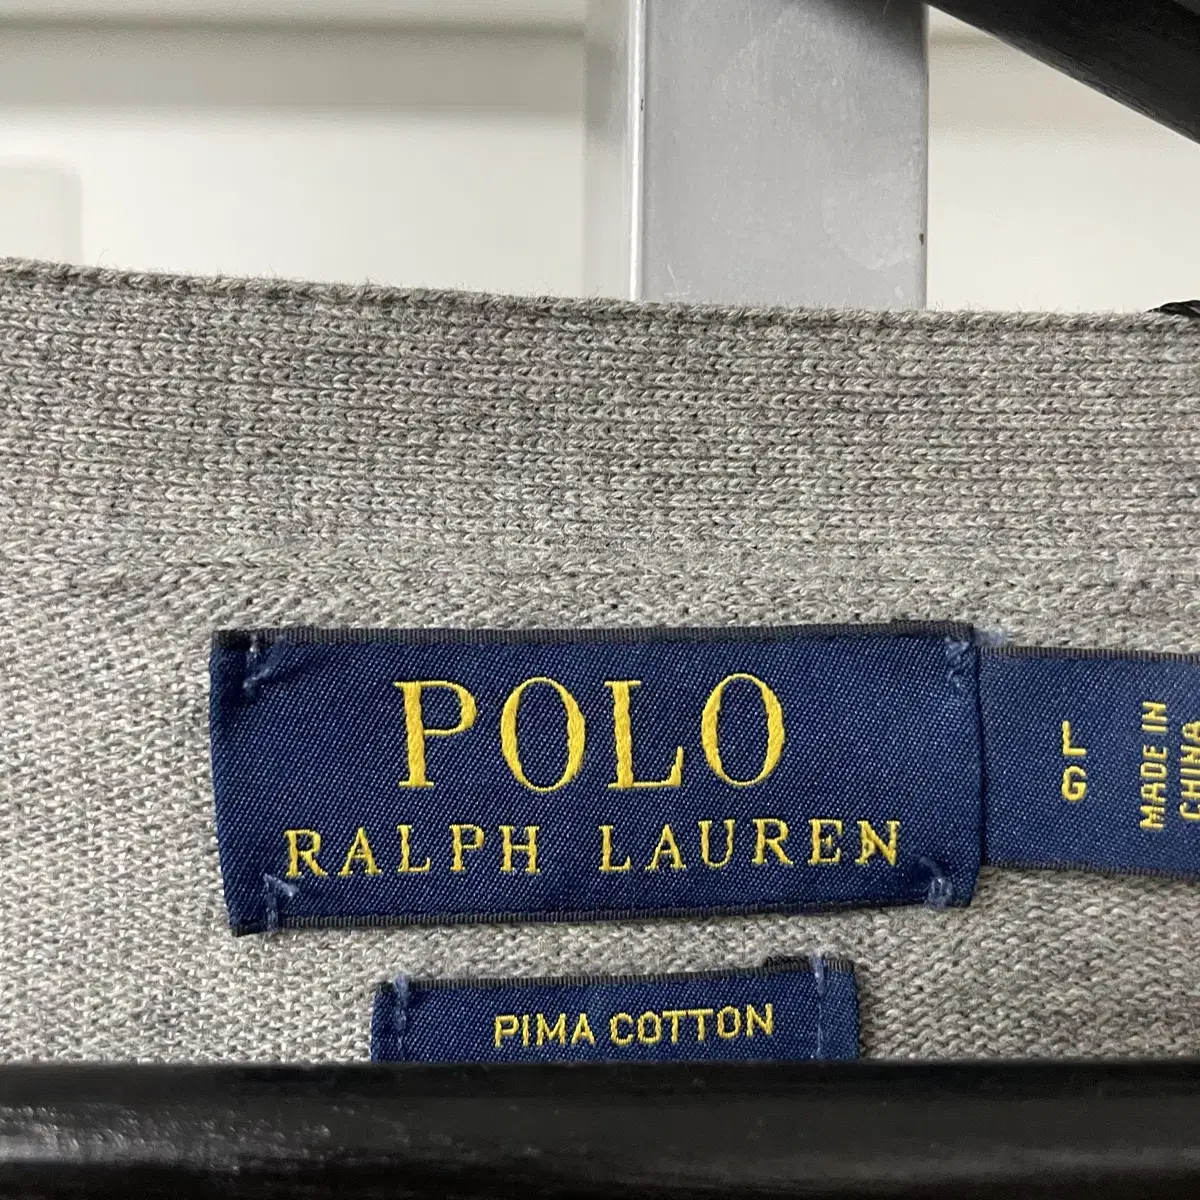 POLO
RALPH LAUREN
L
G
MADE IN
CHINA
PIMA COTTON